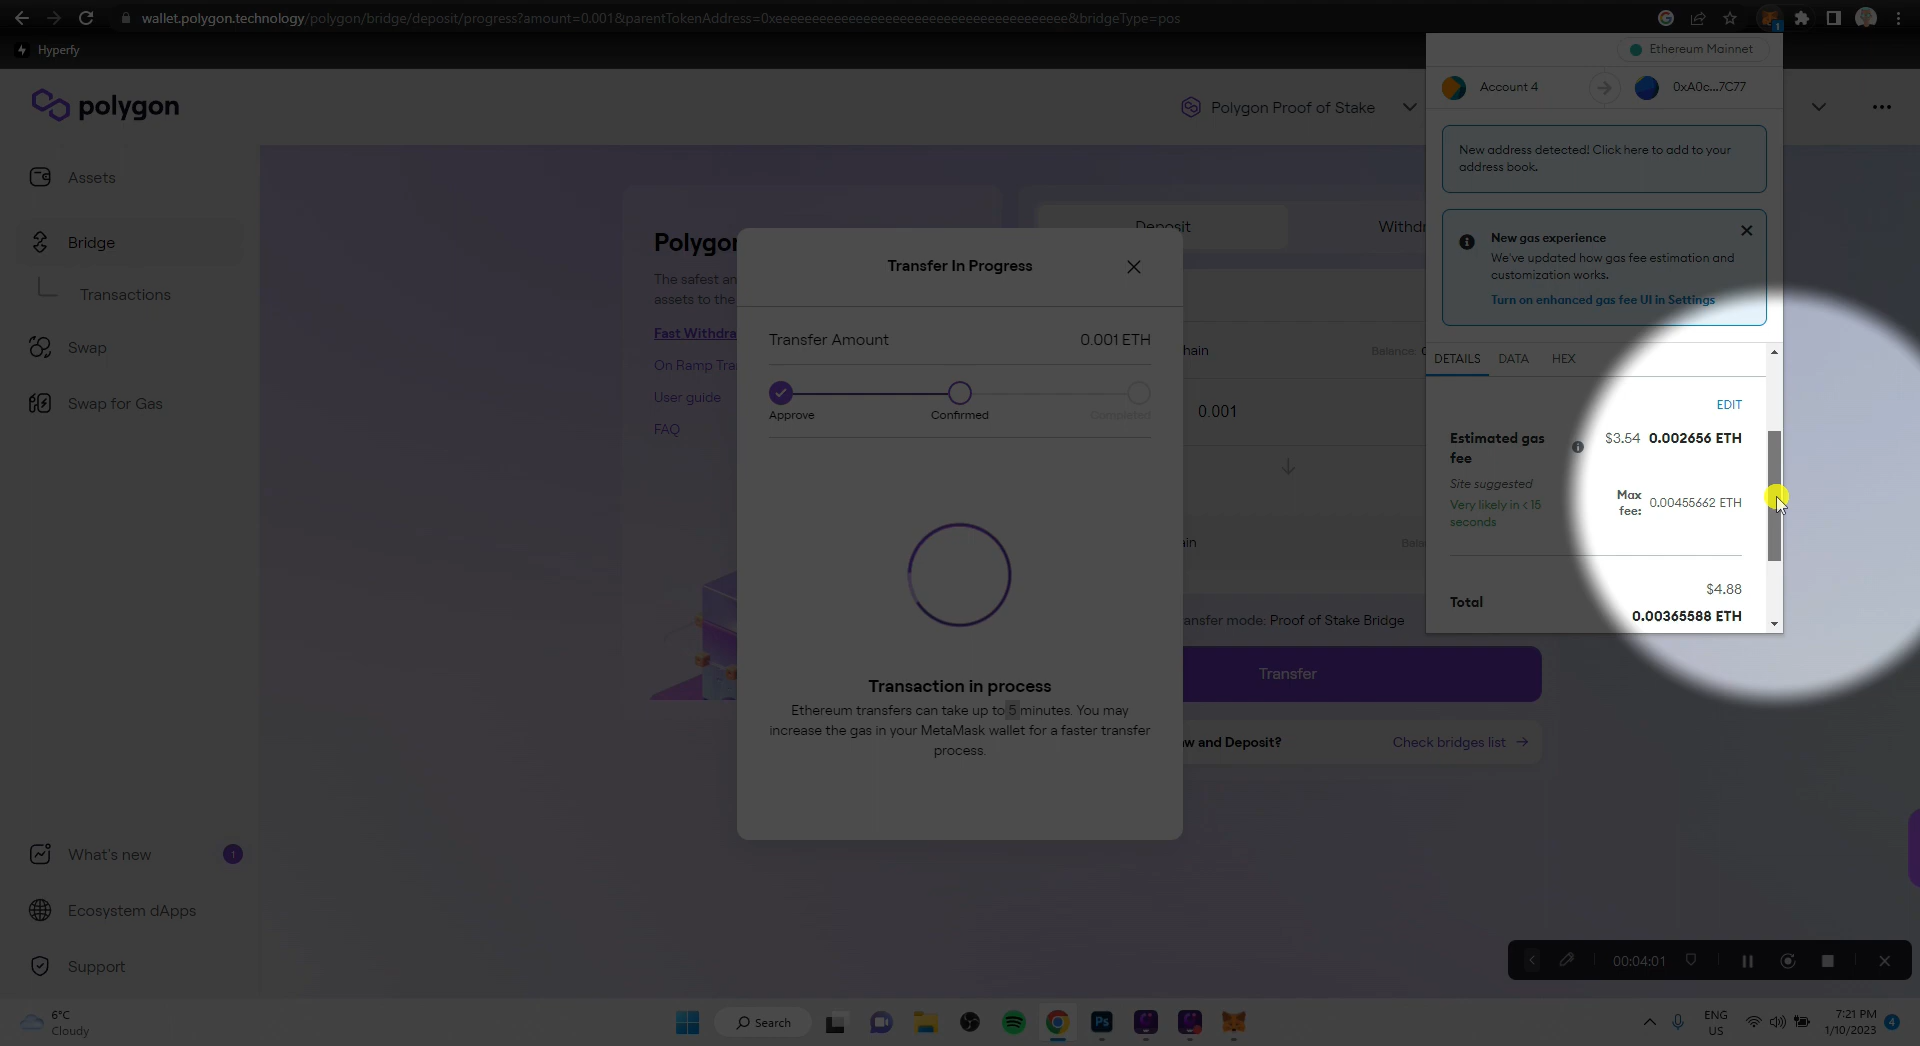 wallet.polygon.technology/polygon/bridge/deposit/progress?amount=0.001&parentTokenAddress=0xeeeeeeeeeeeeeeeeeeeeeeeeeeeeeeeeeeeeeeee&bridgeType=pos
1
Hyperfy
polygon
Polygon Proof of Stake
Assets
Bridge
Transactions
Swap
Swap for Gas
What's new
1
Ecosystem dApps
Support
Polygon
The safest an
assets to the
Fast Withdra
On Ramp Tra
User guide
FAQ
Deposit
Withdr
hain
Balance:
0.001
ain
Bala
ansfer mode: Proof of Stake Bridge
Transfer
w and Deposit?
Check bridges list
Transfer In Progress
Transfer Amount
0.001 ETH
Approve
Confirmed
Completed
Transaction in process
Ethereum transfers can take up to 5 minutes. You may
increase the gas in your MetaMask wallet for a faster transfer
process.
Ethereum Mainnet
Account 4
0xA0c...7C77
New address detected! Click here to add to your
address book.
New gas experience
We've updated how gas fee estimation and
customization works.
Turn on enhanced gas fee UI in Settings
DETAILS
DATA
HEX
EDIT
Estimated gas
fee
$3.54 0.002656 ETH
Site suggested
Very likely in < 15
seconds
Max
fee:
0.00455662 ETH
$4.88
Total
0.00365588 ETH
00:04:01
6°C
Cloudy
Search
Ps
ENG
US
7:21 PM
1/10/2023
4